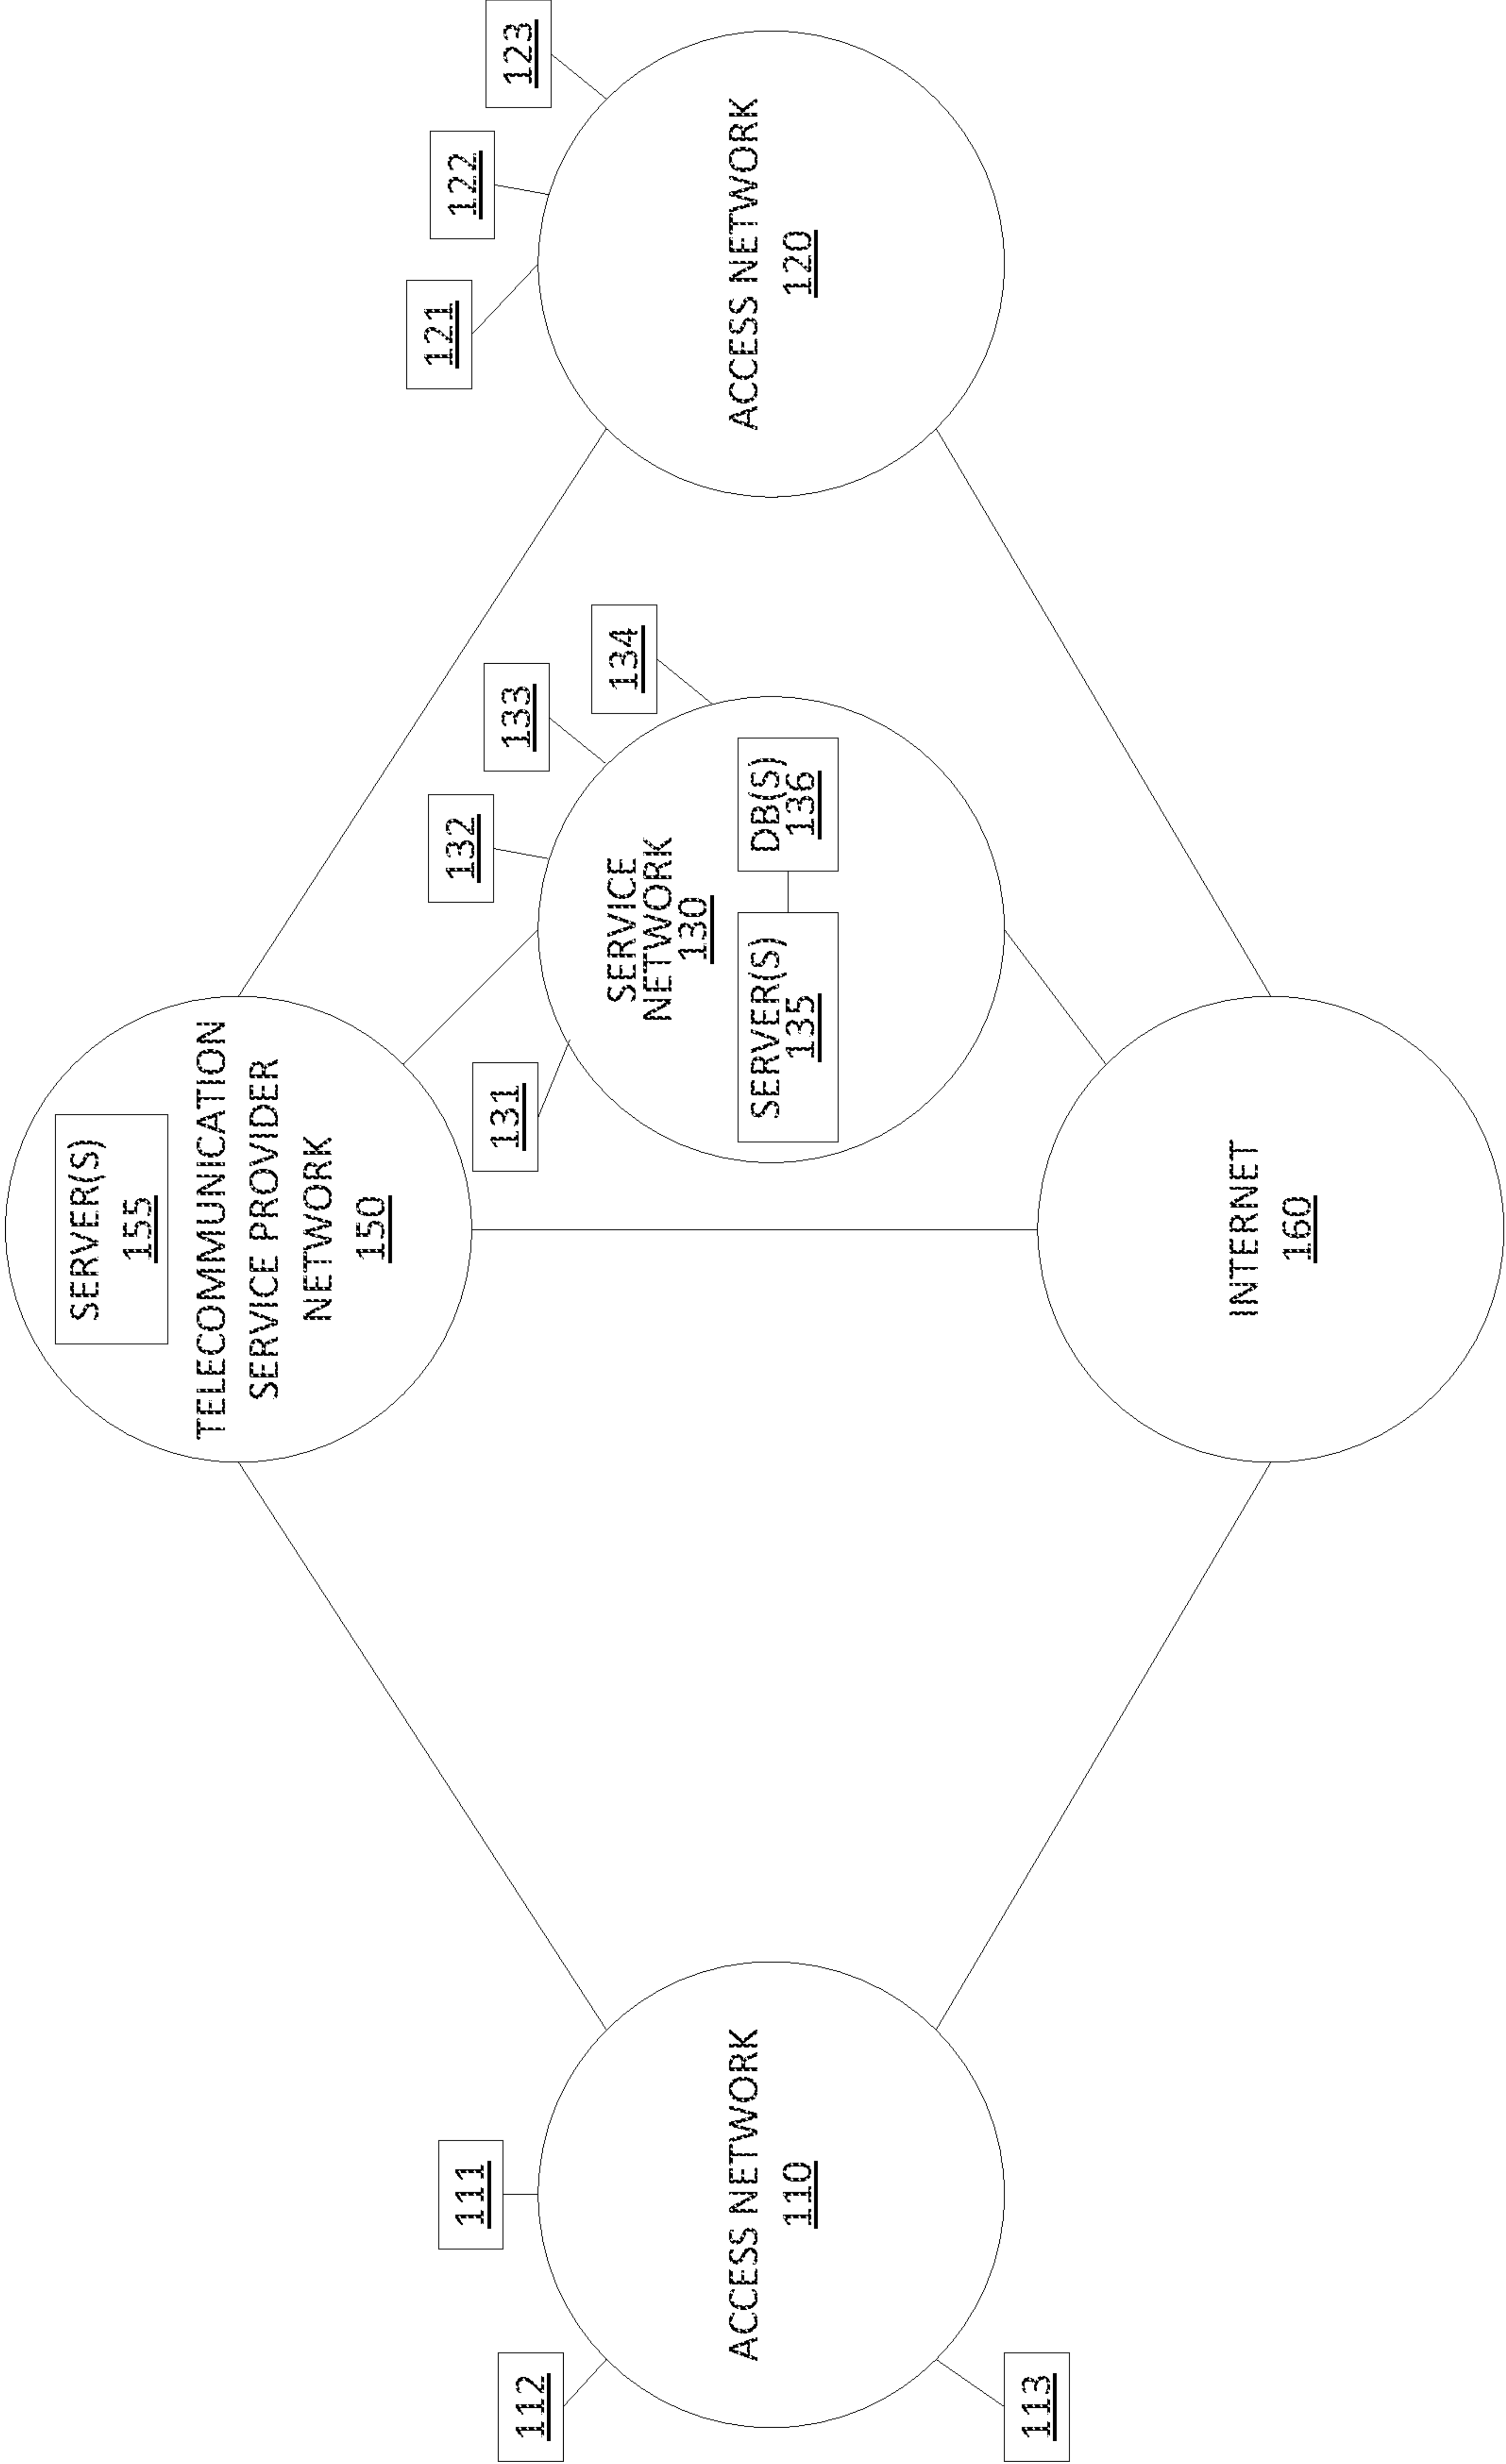 SERVER(S)
155
TELECOMMUNICATION
SERVICE PROVIDER
NETWORK
150
111
112
ACCESS NETWORK
110
113
131
132
133
134
SERVICE
NETWORK
130
SERVER(S)
135
DB(S)
136
121
122
123
ACCESS NETWORK
120
INTERNET
160